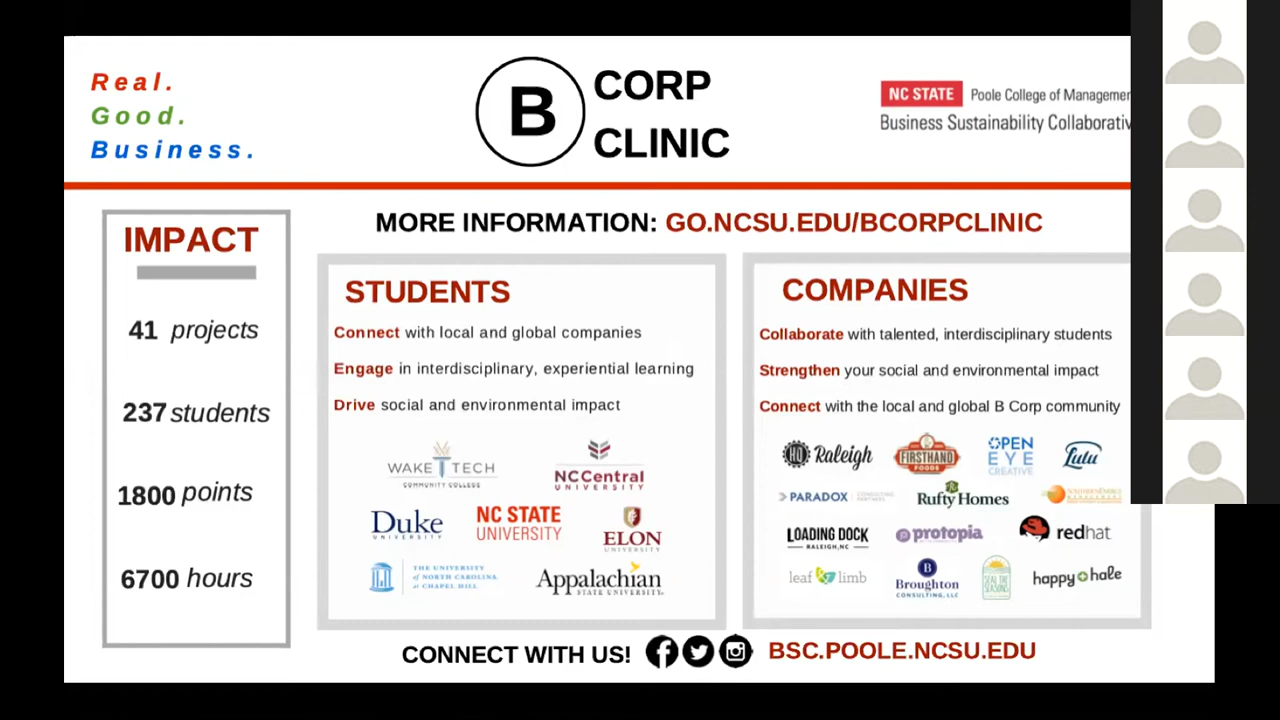 Real.
Good.
Business.
B
CORP
CLINIC
NC STATE Poole College of Managemen
Business Sustainability Collaborativ
MORE INFORMATION: GO.NCSU.EDU/BCORPCLINIC
IMPACT
41 projects
237 students
1800 points
6700 hours
STUDENTS
Connect with local and global companies
Engage in interdisciplinary, experiential learning
Drive social and environmental impact
WAKE TECH
COMMUNITY COLLEGE
NCCentral
UNIVERSITY
Duke
UNIVERSITY
NC STATE
UNIVERSITY
ELON
UNIVERSITY
THE UNIVERSITY
of NORTH CAROLINA
at CHAPEL HILL
Appalachian
STATE UNIVERSITY
COMPANIES
Collaborate with talented, interdisciplinary students
Strengthen your social and environmental impact
Connect with the local and global B Corp community
HQ Raleigh
FIRSTHAND
FOODS
OPEN
EYE
CREATIVE
Lulu
PARADOX CONSULTING
PARTNERS
Rufty Homes
LOADING DOCK
RALEIGH, NC
protopia
redhat
leaf & limb
B
Broughton
CONSULTING, LLC
SEAL THE
SEASONS
happy + hale
CONNECT WITH US!
BSC.POOLE.NCSU.EDU